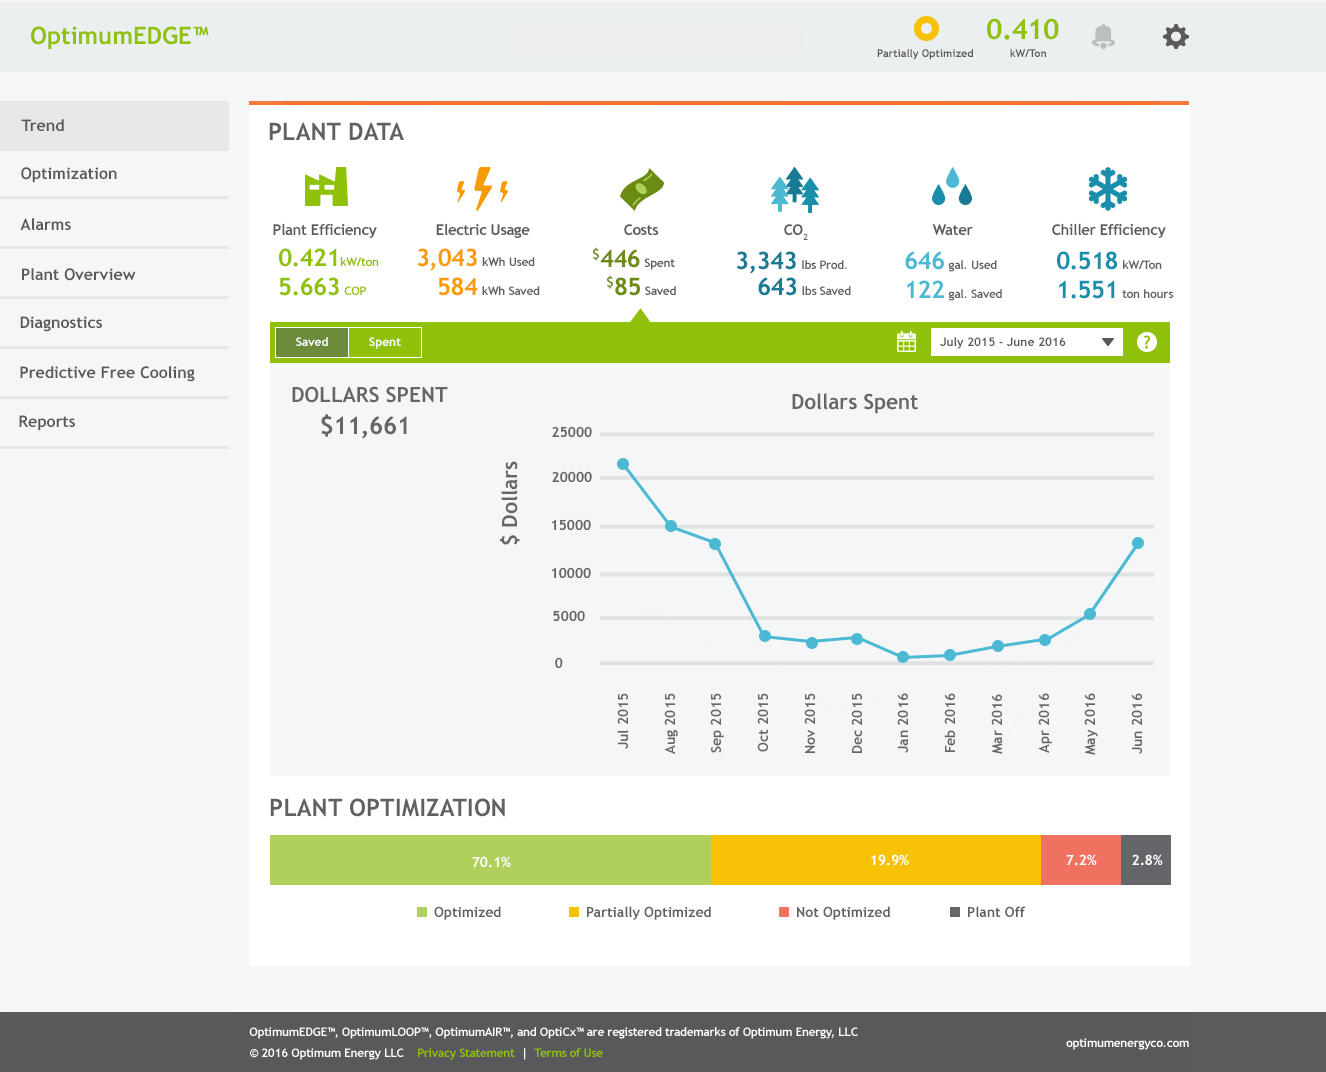 OptimumEDGE™
Partially Optimized
0.410
kW/Ton
Trend
Optimization
Alarms
Plant Overview
Diagnostics
Predictive Free Cooling
Reports
PLANT DATA
Plant Efficiency
0.421 kW/ton
5.663 COP
Electric Usage
3,043 kWh Used
584 kWh Saved
Costs
$446 Spent
$85 Saved
CO2
3,343 lbs Prod.
643 lbs Saved
Water
646 gal. Used
122 gal. Saved
Chiller Efficiency
0.518 kW/Ton
1.551 ton hours
Saved Spent
July 2015 - June 2016
?
DOLLARS SPENT
$11,661
Dollars Spent
$ Dollars
25000
20000
15000
10000
5000
0
Jul 2015
Aug 2015
Sep 2015
Oct 2015
Nov 2015
Dec 2015
Jan 2016
Feb 2016
Mar 2016
Apr 2016
May 2016
Jun 2016
PLANT OPTIMIZATION
70.1% 19.9% 7.2% 2.8%
Optimized Partially Optimized Not Optimized Plant Off
OptimumEDGE™, OptimumLOOP™, OptimumAIR™, and OptiCx™ are registered trademarks of Optimum Energy, LLC
© 2016 Optimum Energy LLC Privacy Statement | Terms of Use
optimumenergyco.com